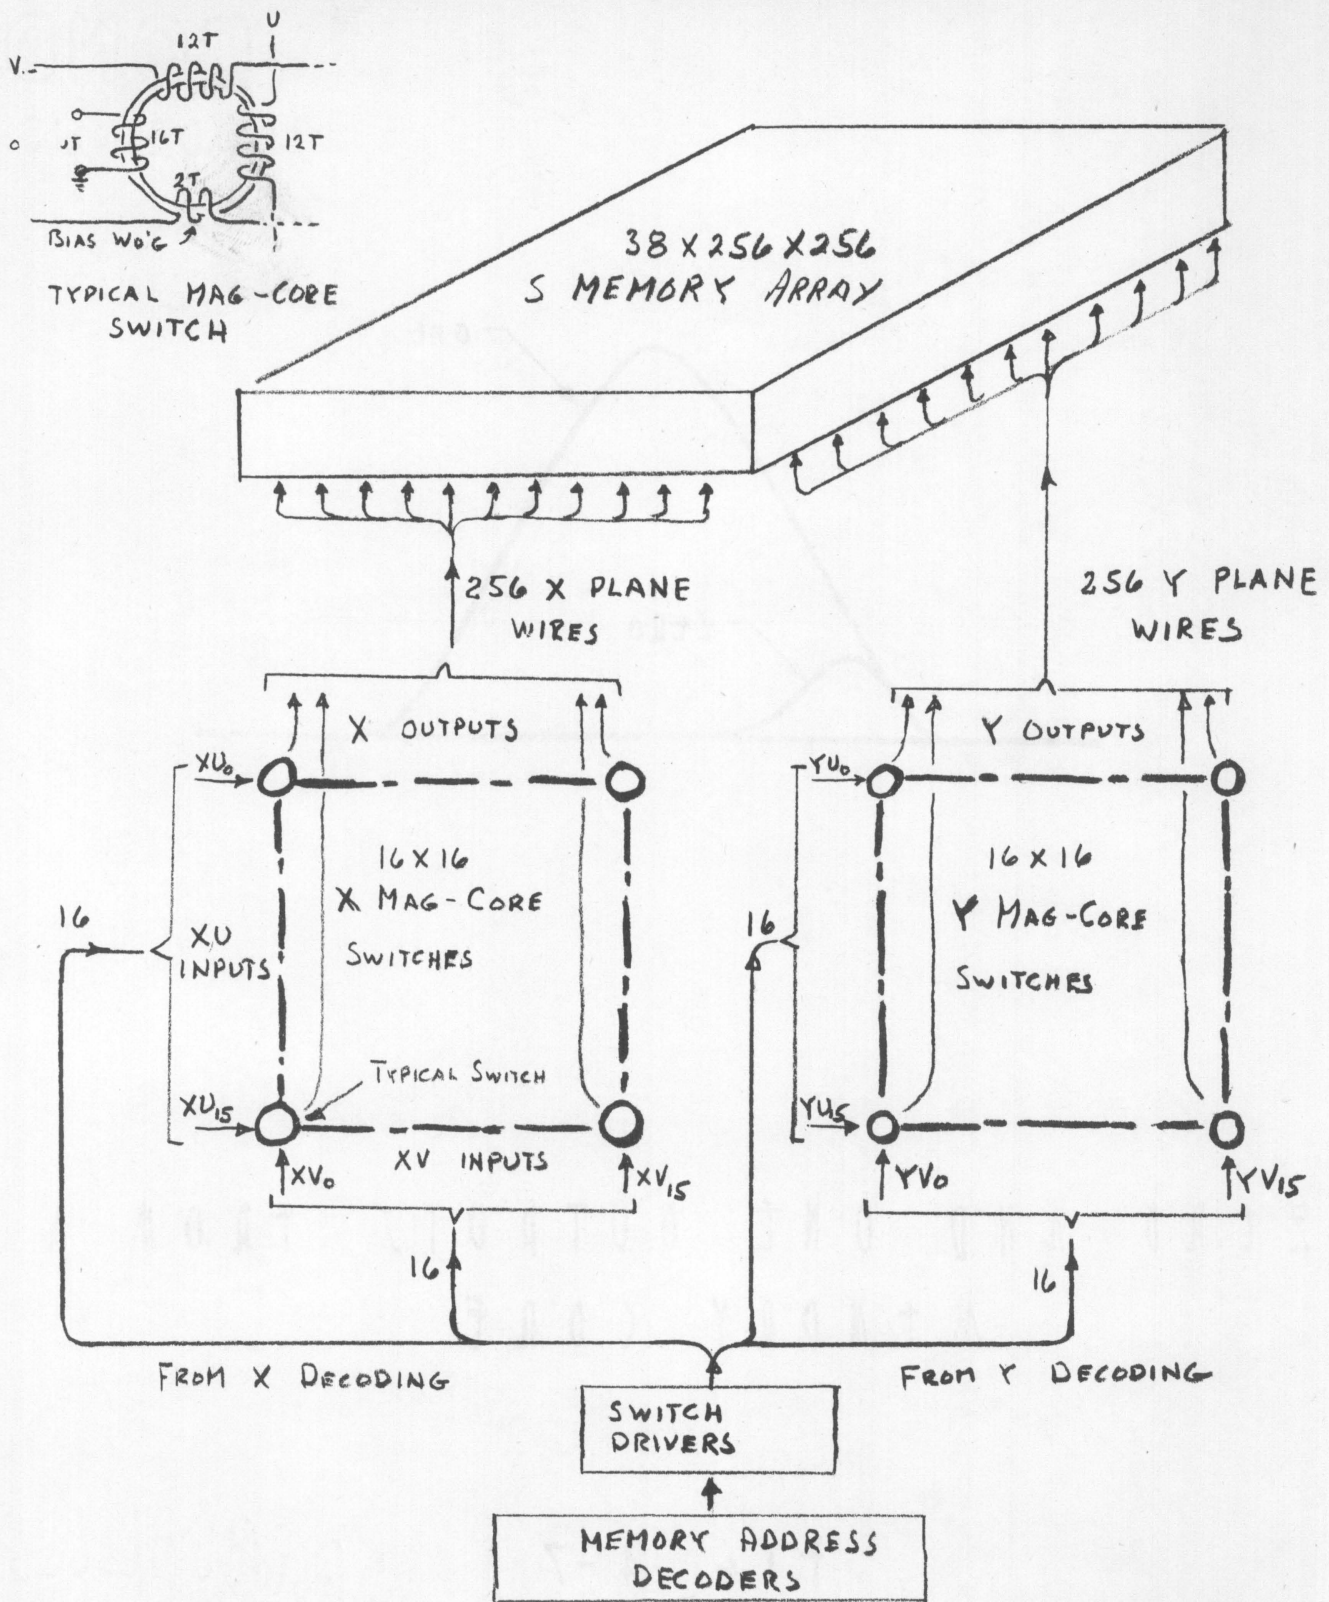 U
12T
V
16T
12T
2T
BIAS WD'G
TYPICAL MAG-CORE
SWITCH
38 X 256 X 256
S MEMORY ARRAY
256 X PLANE
WIRES
256 Y PLANE
WIRES
X OUTPUTS
Y OUTPUTS
XU0
YU0
16 X 16
X MAG-CORE
SWITCHES
16 X 16
Y MAG-CORE
SWITCHES
16
XU
INPUTS
16
TYPICAL SWITCH
XU15
YU15
XV INPUTS
XV0
XV15
YV0
YV15
16
16
FROM X DECODING
FROM Y DECODING
SWITCH
DRIVERS
MEMORY ADDRESS
DECODERS